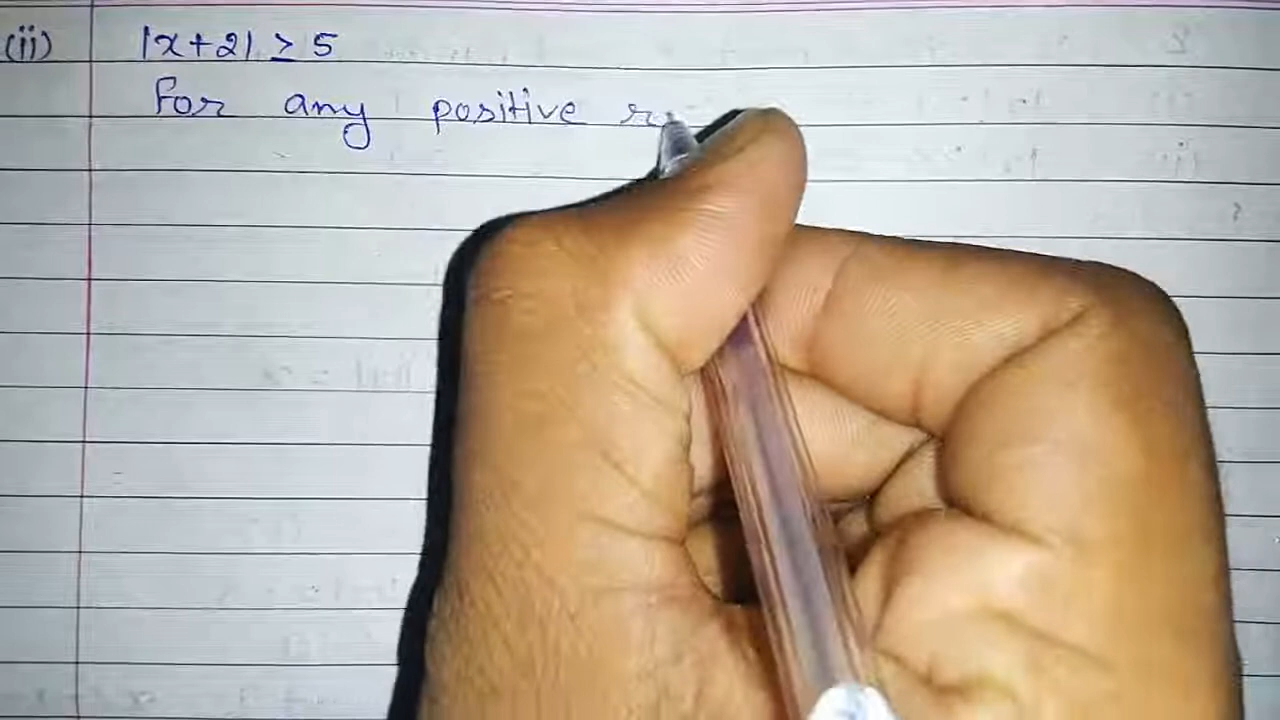 (ii) |x+2| ≥ 5
For any positive